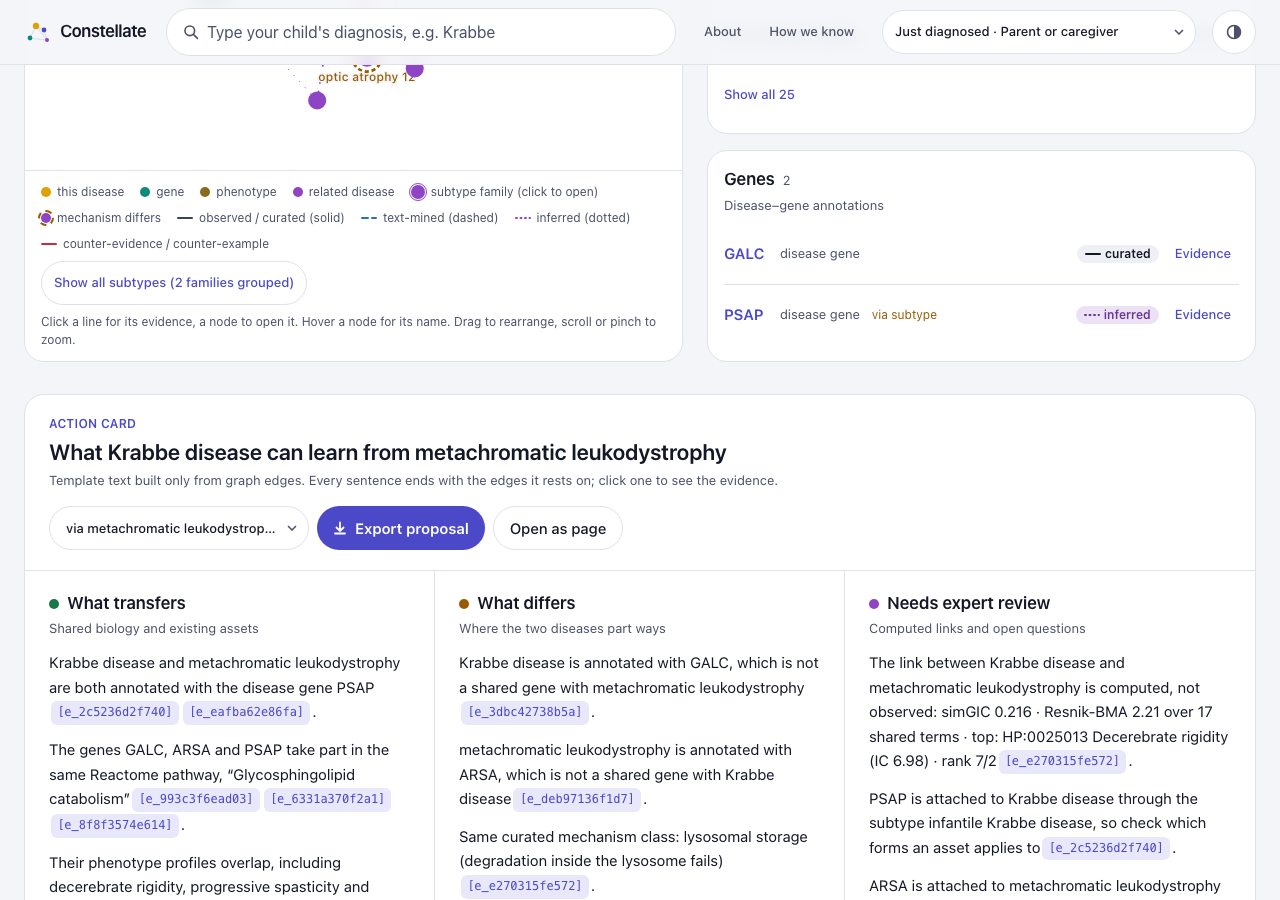 Constellate
Type your child's diagnosis, e.g. Krabbe
About
How we know
Just diagnosed · Parent or caregiver
optic atrophy 12
this disease
gene
phenotype
related disease
subtype family (click to open)
mechanism differs
observed / curated (solid)
text-mined (dashed)
inferred (dotted)
counter-evidence / counter-example
Show all subtypes (2 families grouped)
Click a line for its evidence, a node to open it. Hover a node for its name. Drag to rearrange, scroll or pinch to
zoom.
Show all 25
Genes 2
Disease–gene annotations
GALC disease gene curated Evidence
PSAP disease gene via subtype inferred Evidence
ACTION CARD
What Krabbe disease can learn from metachromatic leukodystrophy
Template text built only from graph edges. Every sentence ends with the edges it rests on; click one to see the evidence.
via metachromatic leukodystrop...
Export proposal
Open as page
What transfers
Shared biology and existing assets
Krabbe disease and metachromatic leukodystrophy
are both annotated with the disease gene PSAP
[e_2c5236d2f740] [e_eafba62e86fa] .
The genes GALC, ARSA and PSAP take part in the
same Reactome pathway, “Glycosphingolipid
catabolism” [e_993c3f6ead03] [e_6331a370f2a1]
[e_8f8f3574e614] .
Their phenotype profiles overlap, including
decerebrate rigidity, progressive spasticity and
What differs
Where the two diseases part ways
Krabbe disease is annotated with GALC, which is not
a shared gene with metachromatic leukodystrophy
[e_3dbc42738b5a] .
metachromatic leukodystrophy is annotated with
ARSA, which is not a shared gene with Krabbe
disease [e_deb97136f1d7] .
Same curated mechanism class: lysosomal storage
(degradation inside the lysosome fails)
[e_e270315fe572] .
Needs expert review
Computed links and open questions
The link between Krabbe disease and
metachromatic leukodystrophy is computed, not
observed: simGIC 0.216 · Resnik-BMA 2.21 over 17
shared terms · top: HP:0025013 Decerebrate rigidity
(IC 6.98) · rank 7/2 [e_e270315fe572] .
PSAP is attached to Krabbe disease through the
subtype infantile Krabbe disease, so check which
forms an asset applies to [e_2c5236d2f740] .
ARSA is attached to metachromatic leukodystrophy